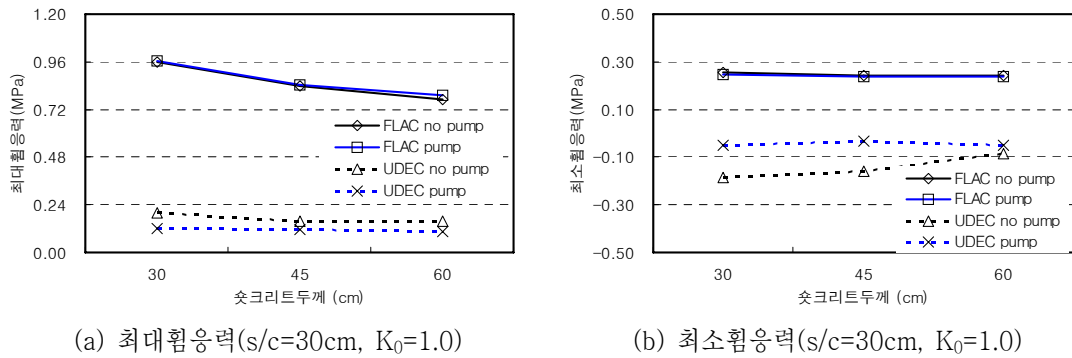 1.20
0.96
0.72
0.48
0.24
0.00
최대휨응력(MPa)
FLAC no pump
FLAC pump
UDEC no pump
UDEC pump
30 45 60
숏크리트두께 (cm)
(a) 최대휨응력(s/c=30cm, K₀=1.0)
0.50
0.30
0.10
-0.10
-0.30
-0.50
최소휨응력(MPa)
FLAC no pump
FLAC pump
UDEC no pump
UDEC pump
30 45 60
숏크리트두께 (cm)
(b) 최소휨응력(s/c=30cm, K₀=1.0)